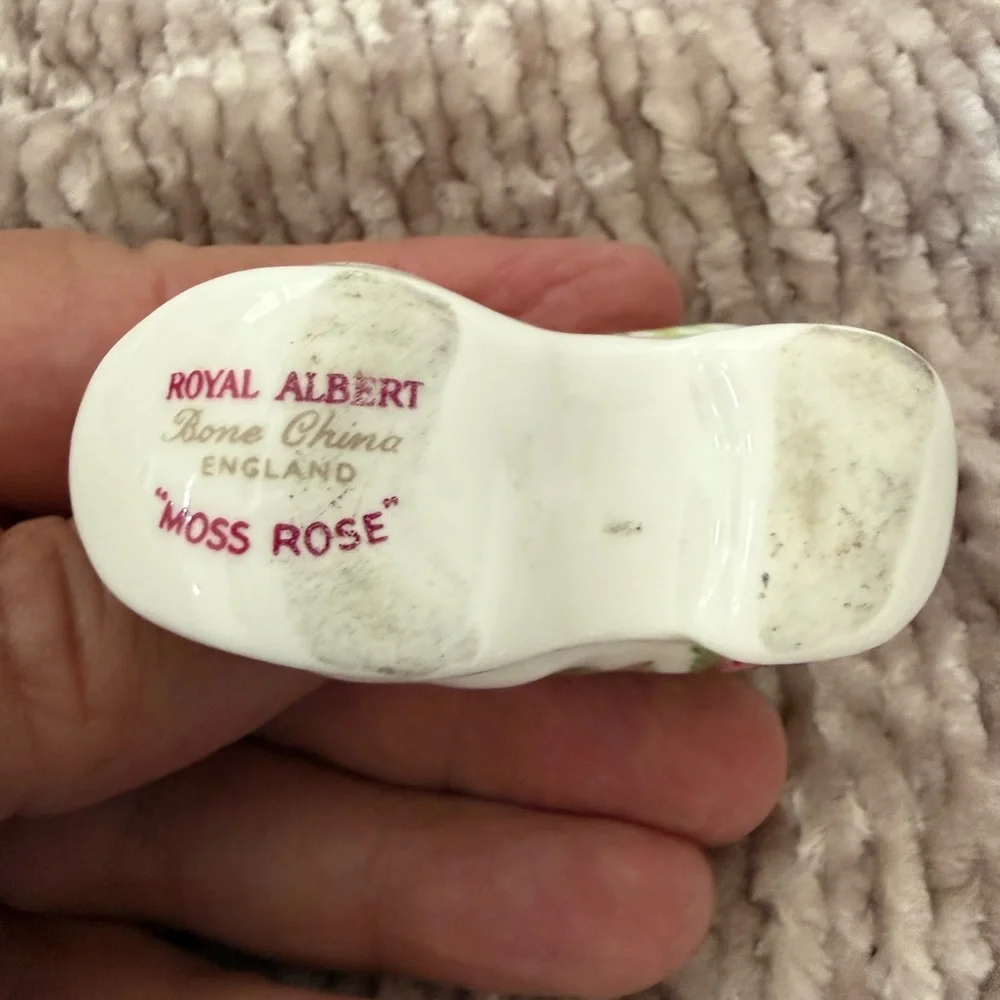 ROYAL ALBERT
Bone China
ENGLAND
"MOSS ROSE"